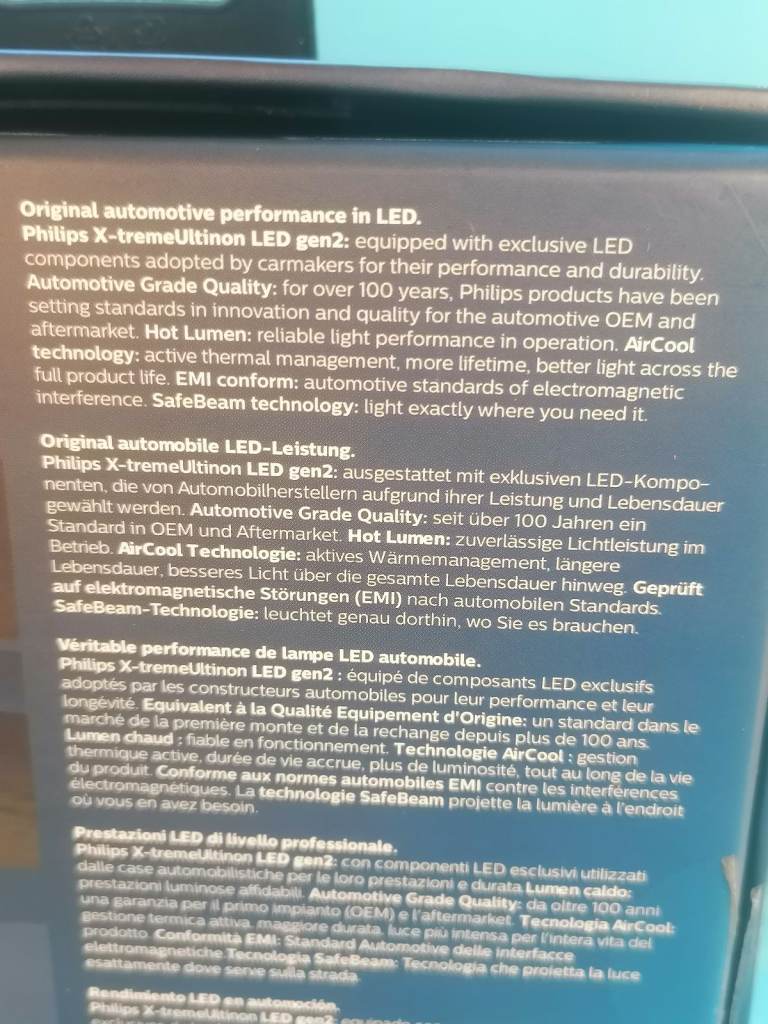 Original automotive performance in LED.
Philips X-tremeUltinon LED gen2: equipped with exclusive LED
components adopted by carmakers for their performance and durability.
Automotive Grade Quality: for over 100 years, Philips products have been
setting standards in innovation and quality for the automotive OEM and
aftermarket. Hot Lumen: reliable light performance in operation. AirCool
technology: active thermal management, more lifetime, better light across the
full product life. EMI conform: automotive standards of electromagnetic
interference. SafeBeam technology: light exactly where you need it.
Original automobile LED-Leistung.
Philips X-tremeUltinon LED gen2: ausgestattet mit exklusiven LED-Kompo-
nenten, die von Automobilherstellern aufgrund ihrer Leistung und Lebensdauer
gewählt werden. Automotive Grade Quality: seit über 100 Jahren ein
Standard in OEM und Aftermarket. Hot Lumen: zuverlässige Lichtleistung im
Betrieb. AirCool Technologie: aktives Wärmemanagement, längere
Lebensdauer, besseres Licht über die gesamte Lebensdauer hinweg. Geprüft
auf elektromagnetische Störungen (EMI) nach automobilen Standards.
SafeBeam-Technologie: leuchtet genau dorthin, wo Sie es brauchen.
Véritable performance de lampe LED automobile.
Philips X-tremeUltinon LED gen2 : équipé de composants LED exclusifs
adoptés par les constructeurs automobiles pour leur performance et leur
longévité. Equivalent à la Qualité Equipement d'Origine: un standard dans le
marché de la première monte et de la rechange depuis plus de 100 ans.
Lumen chaud : fiable en fonctionnement. Technologie AirCool : gestion
thermique active, durée de vie accrue, plus de luminosité, tout au long de la vie
du produit. Conforme aux normes automobiles EMI contre les interférences
électromagnétiques. La technologie SafeBeam projette la lumière à l'endroit
où vous en avez besoin.
Prestazioni LED di livello professionale.
Philips X-tremeUltinon LED gen2: con componenti LED esclusivi utilizzati
dalle case automobilistiche per le loro prestazioni e durata Lumen caldo:
prestazioni luminose affidabili. Automotive Grade Quality: da oltre 100 anni
una garanzia per il primo impianto (OEM) e l'aftermarket. Tecnologia AirCool:
gestione termica attiva, maggiore durata, luce più intensa per l'intera vita del
prodotto. Conformità EMI: Standard Automotive delle interfacce
elettromagnetiche Tecnologia SafeBeam: Tecnologia che proietta la luce
esattamente dove serve sulla strada.
Rendimiento LED en automoción.
Philips X-tremeUltinon LED gen2: equipado con